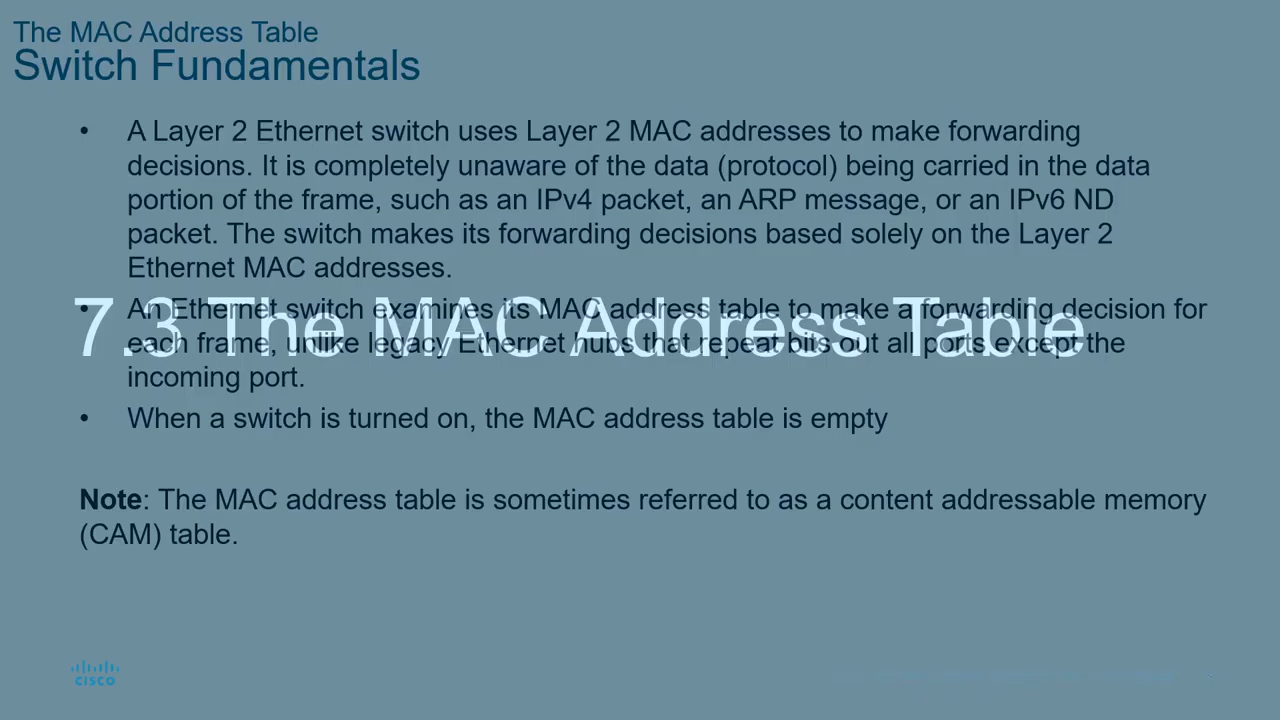 The MAC Address Table
Switch Fundamentals
• A Layer 2 Ethernet switch uses Layer 2 MAC addresses to make forwarding
decisions. It is completely unaware of the data (protocol) being carried in the data
portion of the frame, such as an IPv4 packet, an ARP message, or an IPv6 ND
packet. The switch makes its forwarding decisions based solely on the Layer 2
Ethernet MAC addresses.
• An Ethernet switch examines its MAC address table to make a forwarding decision for
7.3 The MAC Address Table
each frame, unlike legacy Ethernet hubs that repeat bits out all ports except the
incoming port.
• When a switch is turned on, the MAC address table is empty
Note: The MAC address table is sometimes referred to as a content addressable memory
(CAM) table.
CISCO